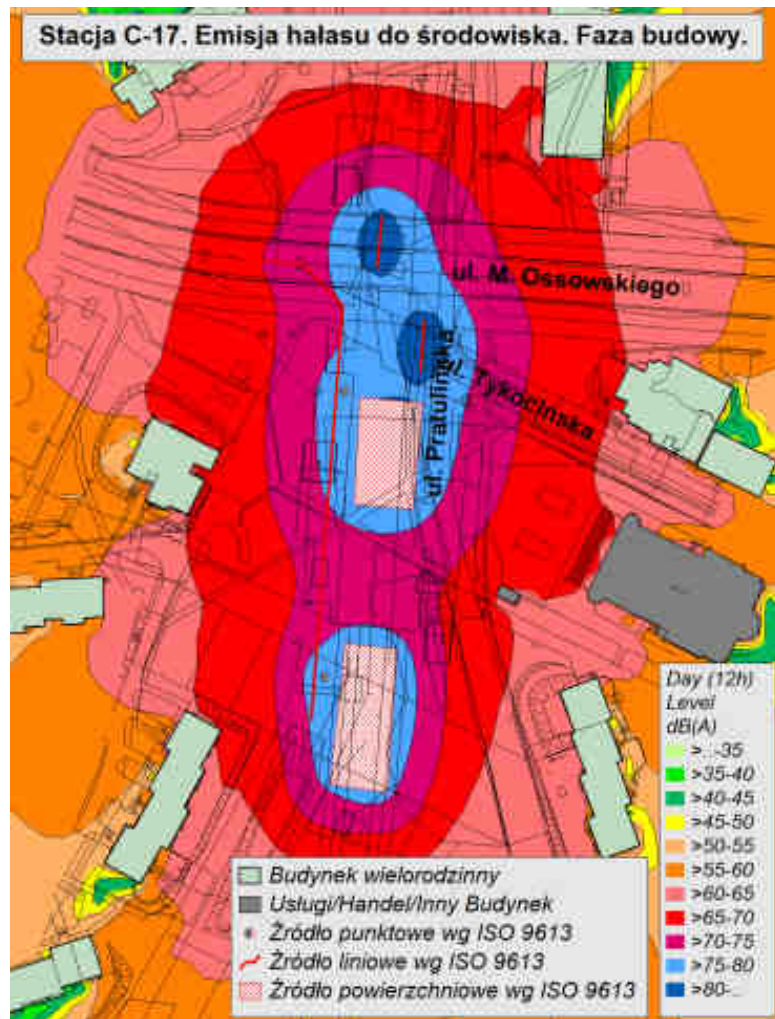 Stacja C-17. Emisja hałasu do środowiska. Faza budowy.
ul. M. Ossowskiego
ul. Tykocińska
ul. Pratulińska
Day (12h)
Level
dB(A)
>...-35
>35-40
>40-45
>45-50
>50-55
>55-60
>60-65
>65-70
>70-75
>75-80
>80-...
Budynek wielorodzinny
Usługi/Handel/Inny Budynek
Źródło punktowe wg ISO 9613
Źródło liniowe wg ISO 9613
Źródło powierzchniowe wg ISO 9613